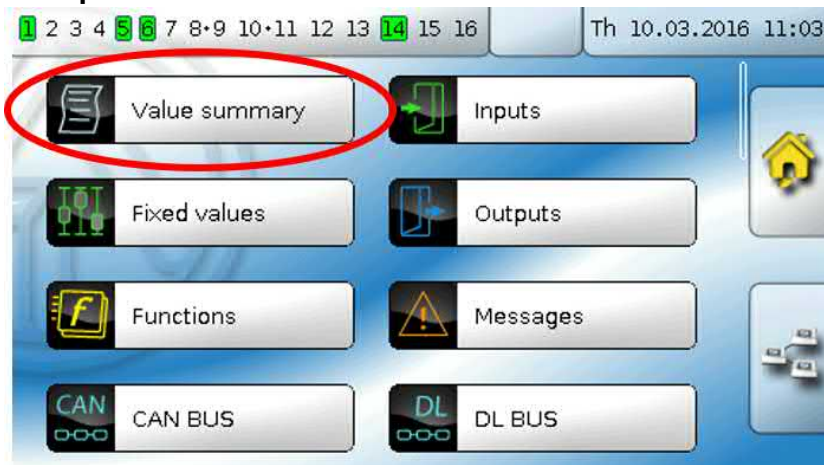 1 2 3 4 5 6 7 8•9 10•11 12 13 14 15 16 Th 10.03.2016 11:03
Value summary Inputs
Fixed values Outputs
f Functions Messages
CAN CAN BUS DL DL BUS